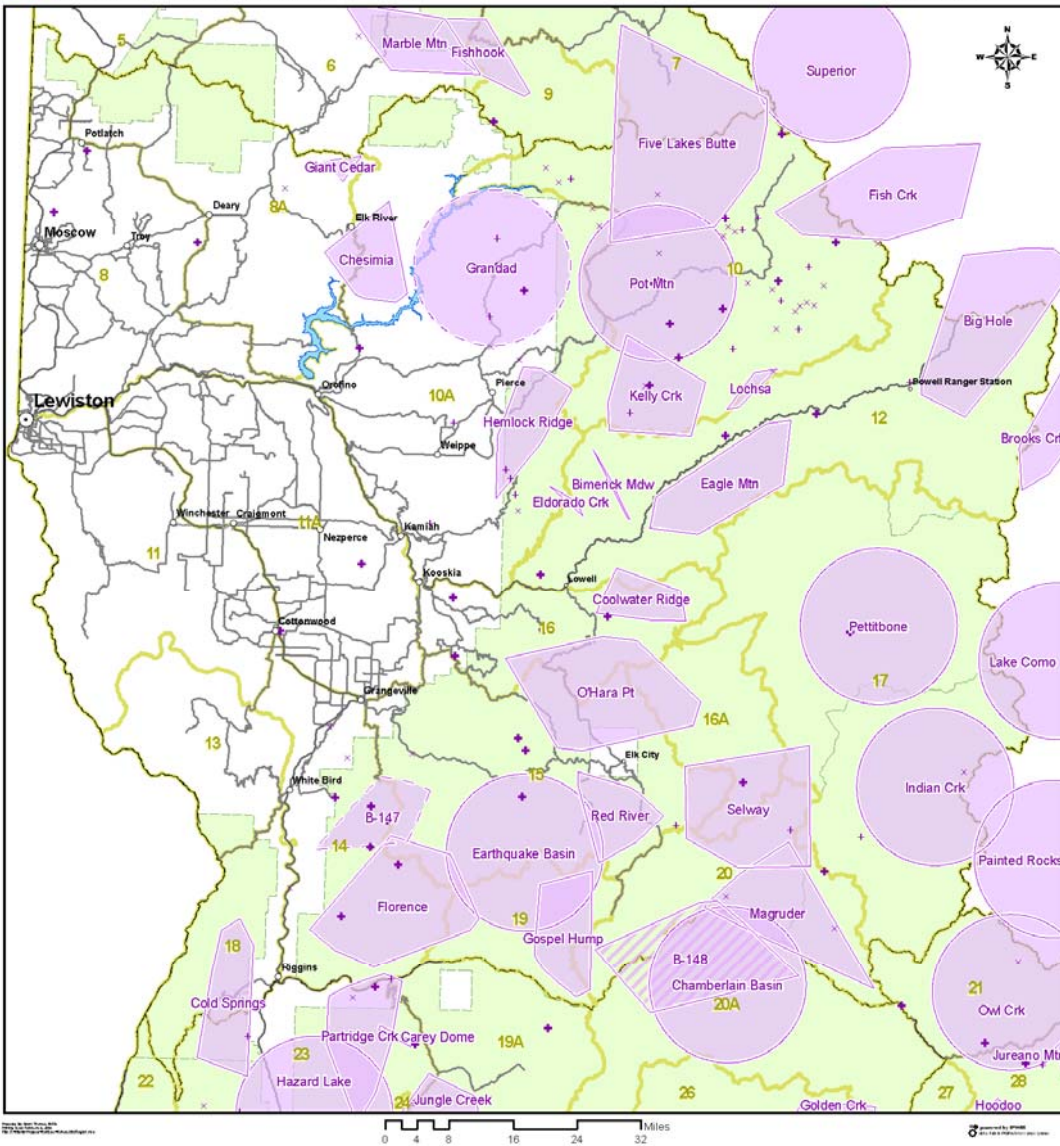 5
6
Marble Mtn
Fishhook
7
9
Superior
N
W
E
S
Potlatch
Five Lakes Butte
Giant Cedar
Fish Crk
8A
Deary
Elk River
Moscow
Troy
Chesimia
Grandad
8
10
Pot Mtn
Big Hole
Orofino
Pierce
10A
Kelly Crk
Lochsa
Powell Ranger Station
Lewiston
Hemlock Ridge
12
Weippe
Brooks Crk
Bimerick Mdw
Eagle Mtn
Eldorado Crk
Winchester
Craigmont
11A
Kamiah
Nezperce
11
Kooskia
Lowell
Coolwater Ridge
Cottonwood
16
Pettitbone
Lake Como
17
Grangeville
O'Hara Pt
16A
13
Elk City
15
White Bird
Indian Crk
B-147
Red River
Selway
14
Earthquake Basin
Painted Rocks
20
Florence
19
Magruder
Gospel Hump
18
B-148
Riggins
Chamberlain Basin
21
Cold Springs
20A
Owl Crk
Partridge Crk
Carey Dome
19A
23
Jureano Mtn
Hazard Lake
22
24
Jungle Creek
26
27
28
Golden Crk
Hoodoo
Miles
0 4 8 16 24 32